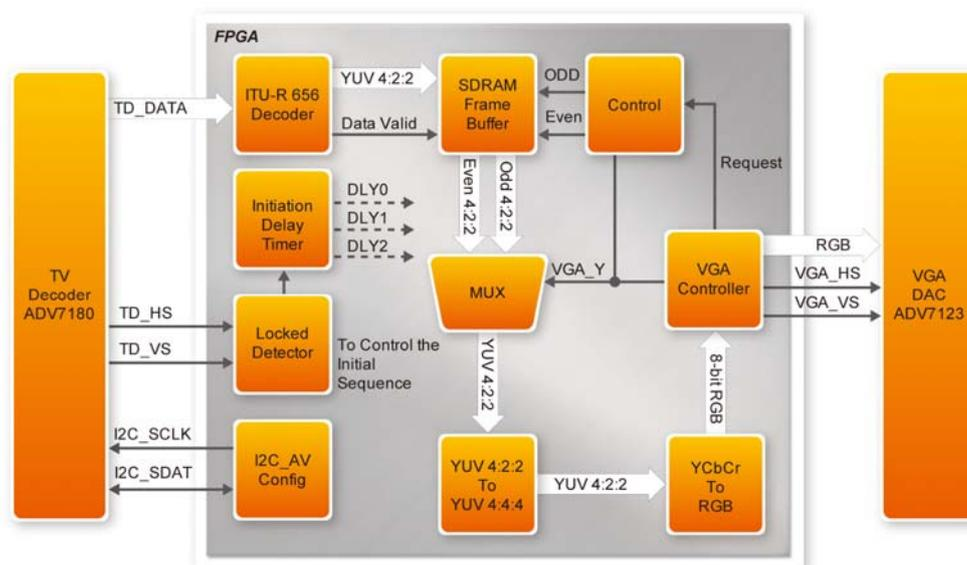 FPGA
TV
Decoder
ADV7180
TD_DATA
TD_HS
TD_VS
I2C_SCLK
I2C_SDAT
ITU-R 656
Decoder
YUV 4:2:2
Data Valid
SDRAM
Frame
Buffer
ODD
Even
Control
Request
Initiation
Delay
Timer
DLY0
DLY1
DLY2
Even 4:2:2
Odd 4:2:2
MUX
VGA_Y
VGA
Controller
RGB
VGA_HS
VGA_VS
VGA
DAC
ADV7123
Locked
Detector
To Control the
Initial
Sequence
YUV 4:2:2
8-bit RGB
I2C_AV
Config
YUV 4:2:2
To
YUV 4:4:4
YUV 4:2:2
YCbCr
To
RGB